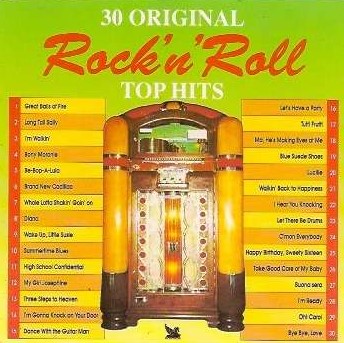 30 ORIGINAL
Rock'n'Roll
TOP HITS
1 Great Balls of Fire
2 Long Tall Sally
3 I'm Walkin'
4 Bony Moronie
5 Be-Bop-A-Lula
6 Brand New Cadillac
7 Whole Lotta Shakin' Goin' on
8 Diana
9 Wake Up, Little Susie
10 Summertime Blues
11 High School Confidential
12 My Girl Josephine
13 Three Steps to Heaven
14 I'm Gonna Knock on Your Door
15 Dance With the Guitar Man
Let's Have a Party 16
Tutti Frutti 17
Ma, He's Making Eyes at Me 18
Blue Suede Shoes 19
Lucille 20
Walkin' Back to Happiness 21
I Hear You Knocking 22
Let There Be Drums 23
C'mon Everybody 24
Happy Birthday, Sweety Sixteen 25
Take Good Care of My Baby 26
Buona sera 27
I'm Ready 28
Oh! Carol 29
Bye Bye, Love 30